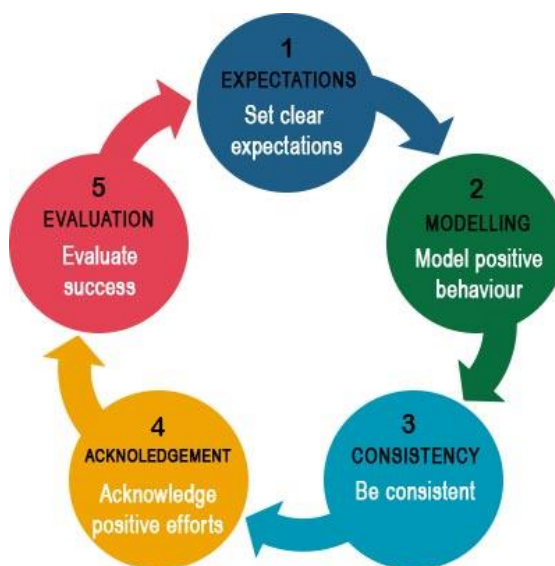 1
EXPECTATIONS
Set clear
expectations
2
MODELLING
Model positive
behaviour
3
CONSISTENCY
Be consistent
4
ACKNOLEDGEMENT
Acknowledge
positive efforts
5
EVALUATION
Evaluate
success